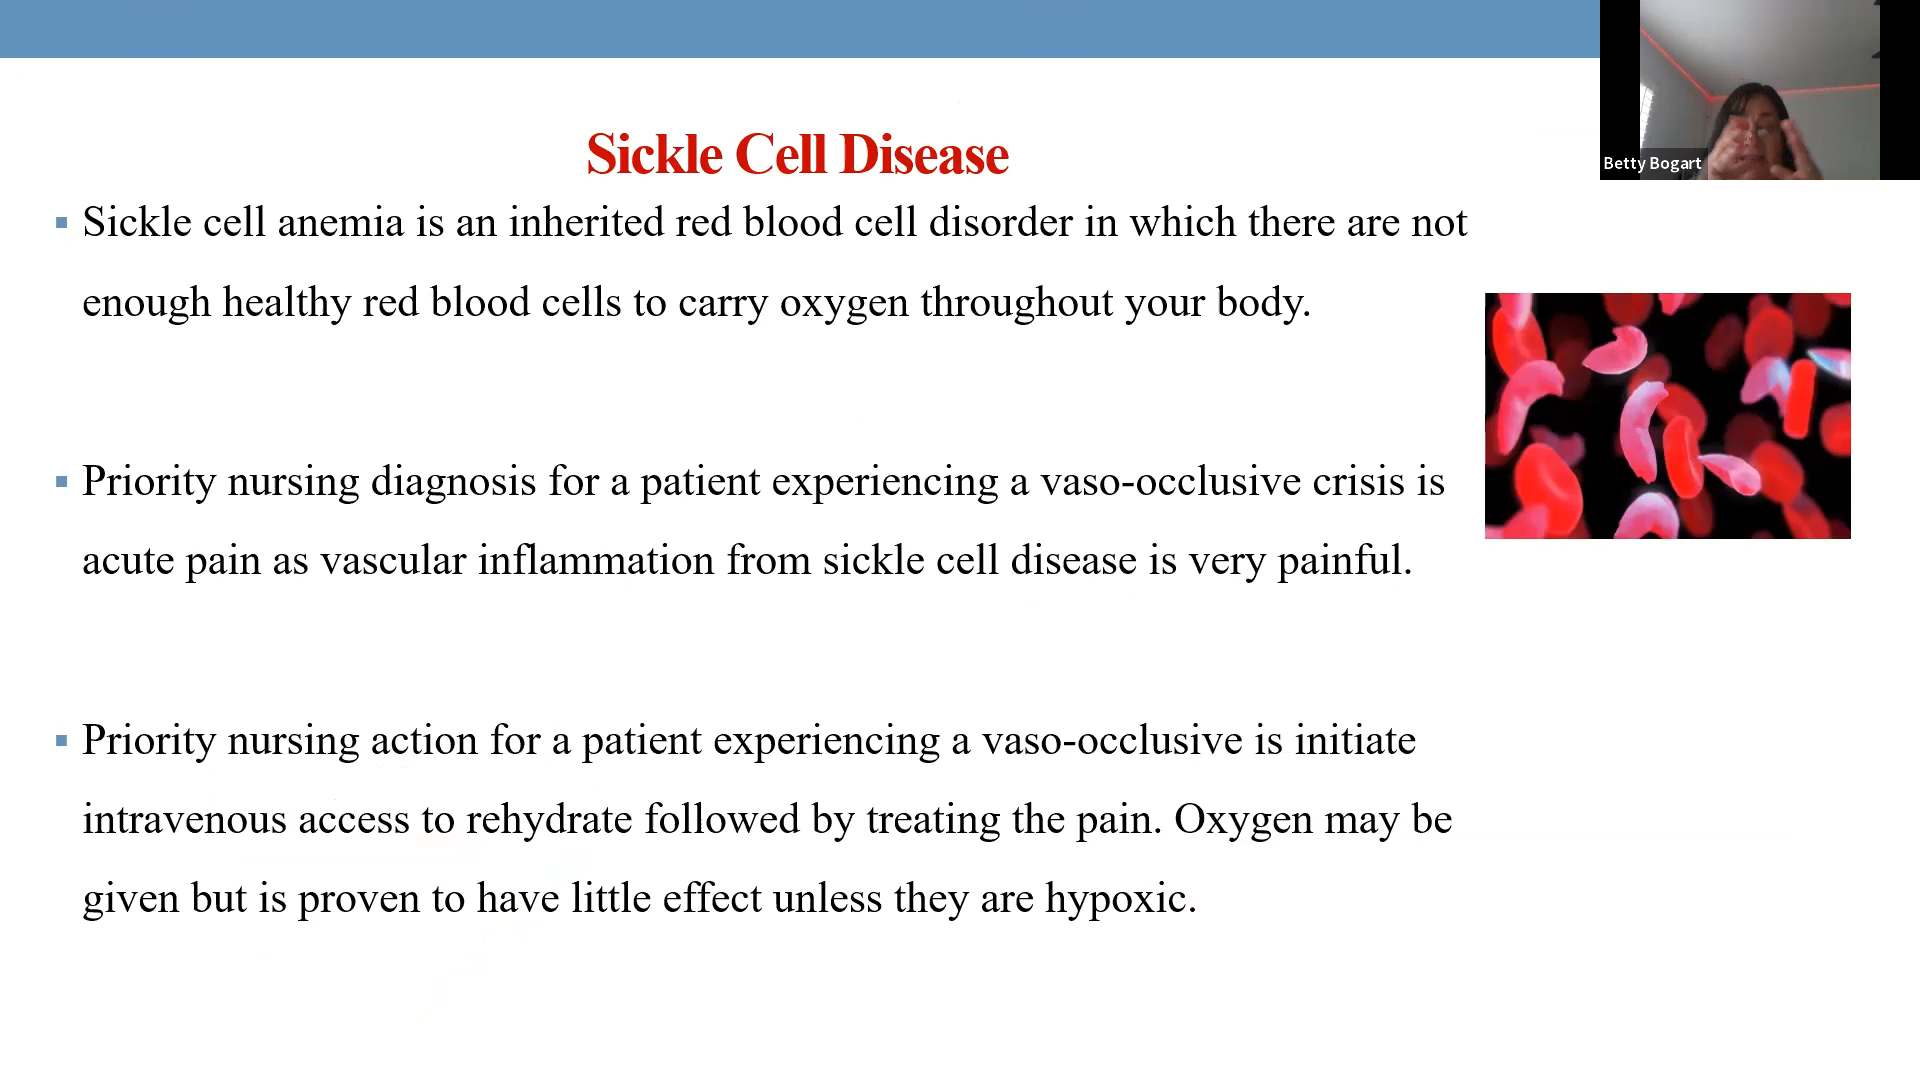 Betty Bogart
Sickle Cell Disease
▪ Sickle cell anemia is an inherited red blood cell disorder in which there are not
enough healthy red blood cells to carry oxygen throughout your body.
▪ Priority nursing diagnosis for a patient experiencing a vaso-occlusive crisis is
acute pain as vascular inflammation from sickle cell disease is very painful.
▪ Priority nursing action for a patient experiencing a vaso-occlusive is initiate
intravenous access to rehydrate followed by treating the pain. Oxygen may be
given but is proven to have little effect unless they are hypoxic.